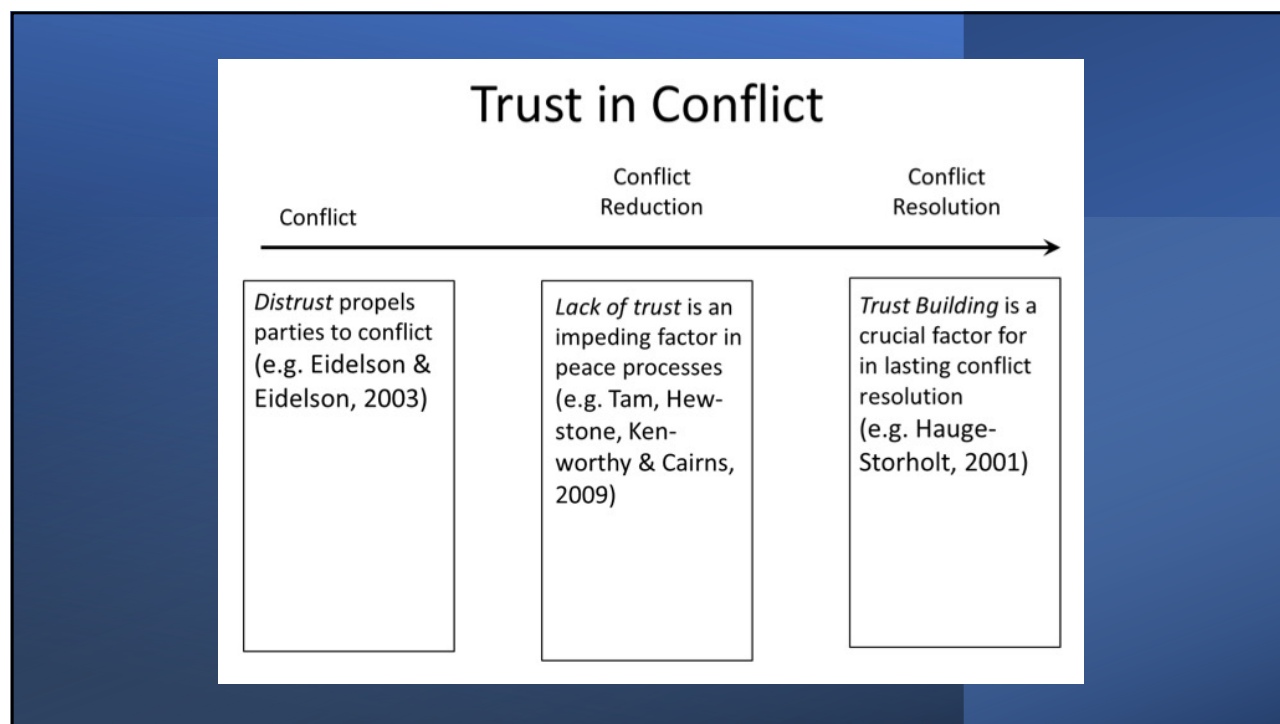 Trust in Conflict
Conflict
Conflict
Reduction
Conflict
Resolution
Distrust propels
parties to conflict
(e.g. Eidelson &
Eidelson, 2003)
Lack of trust is an
impeding factor in
peace processes
(e.g. Tam, Hew-
stone, Ken-
worthy & Cairns,
2009)
Trust Building is a
crucial factor for
in lasting conflict
resolution
(e.g. Hauge-
Storholt, 2001)